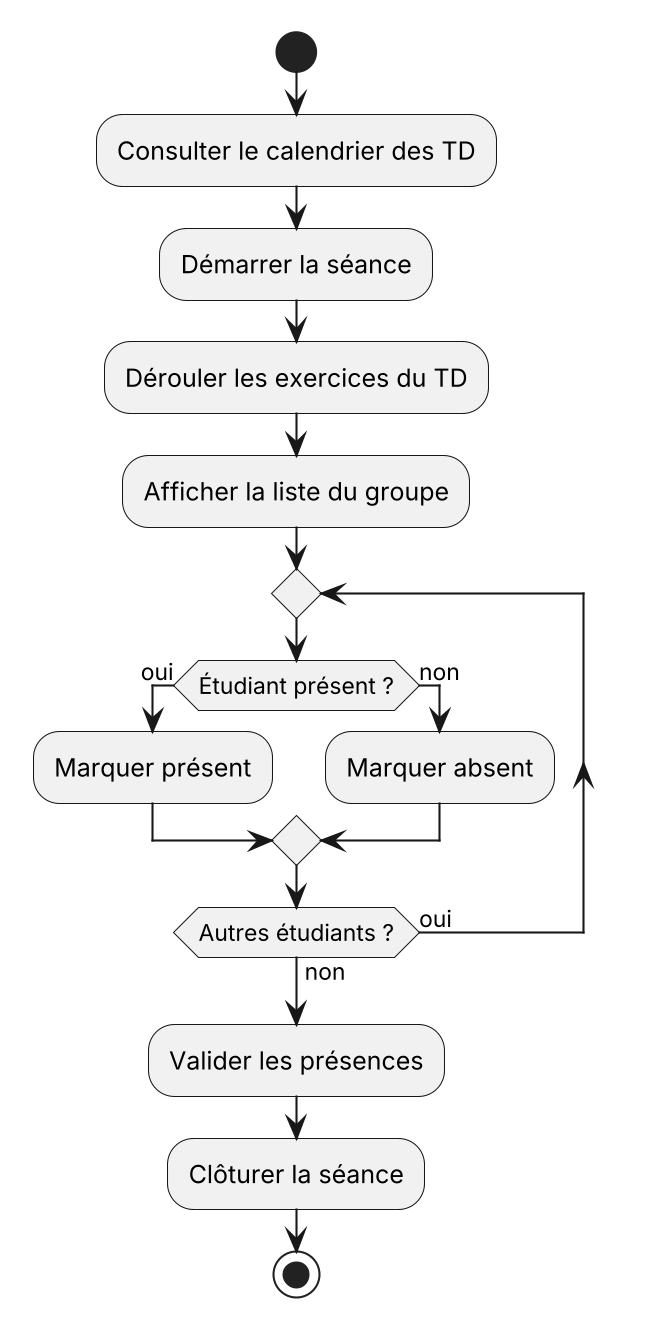 Consulter le calendrier des TD
Démarrer la séance
Dérouler les exercices du TD
Afficher la liste du groupe
oui
Étudiant présent ?
non
Marquer présent
Marquer absent
Autres étudiants ?
oui
non
Valider les présences
Clôturer la séance